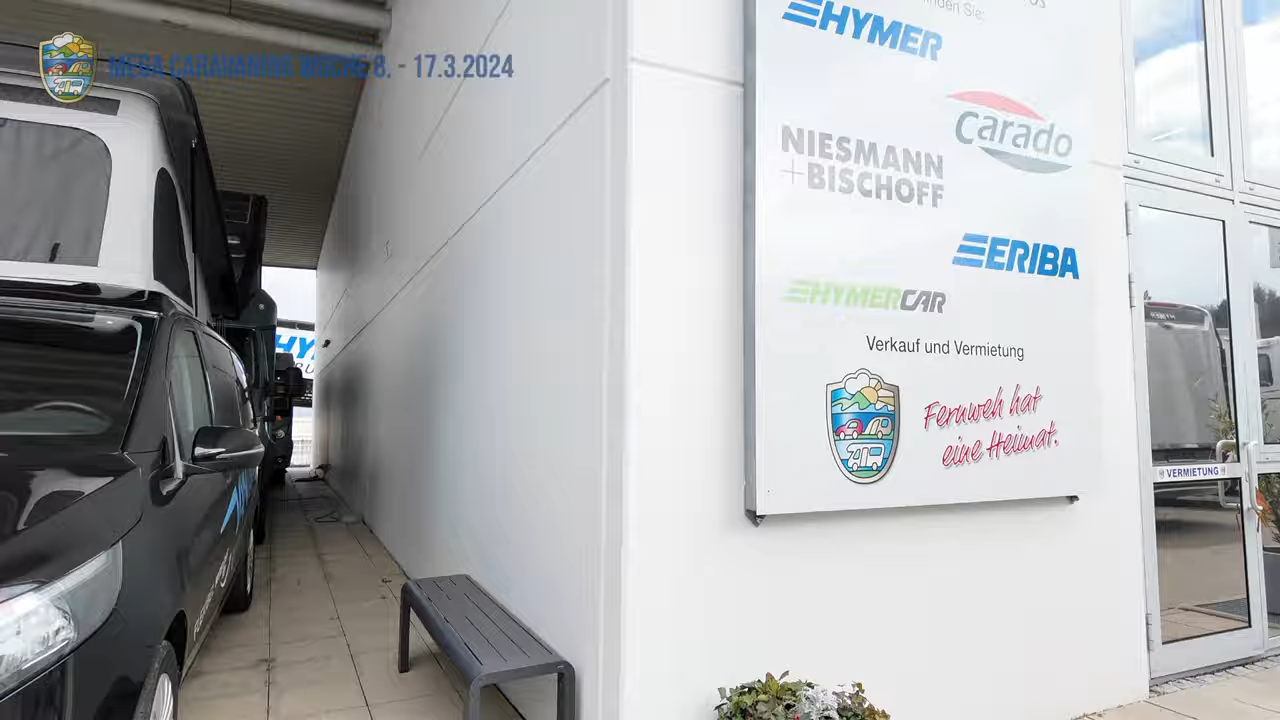 MEGA CARAVANING WOCHE 8. - 17.3.2024
HYMER
Carado
NIESMANN
+BISCHOFF
ERIBA
HYMERCAR
Verkauf und Vermietung
Fernweh hat
eine Heimat.
VERMIETUNG